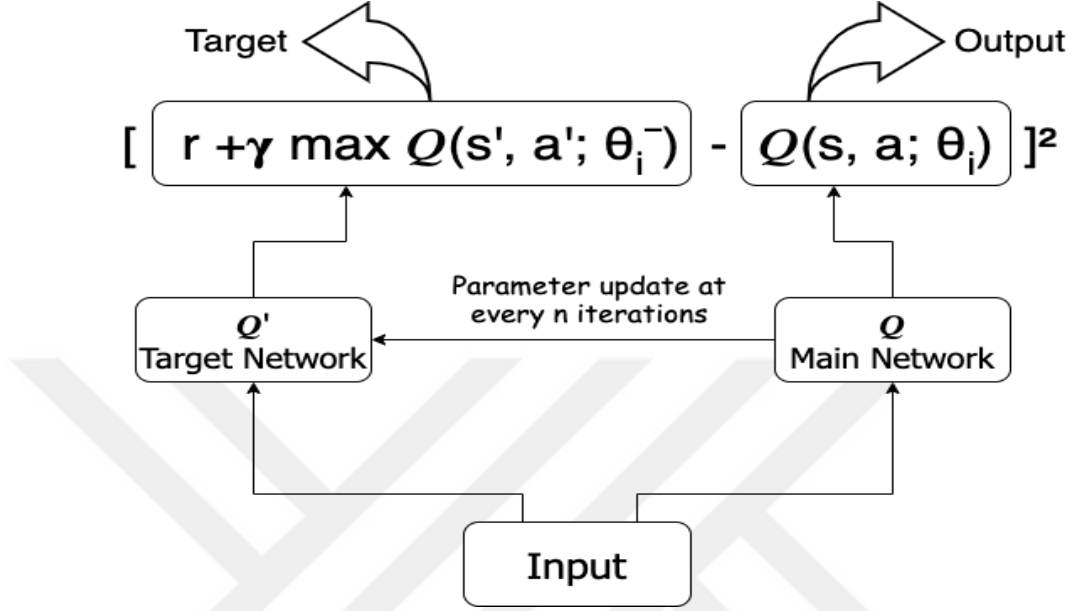 Target
Output
[ r +γ max Q(s', a'; θᵢ⁻) - Q(s, a; θᵢ) ]²
Parameter update at
every n iterations
Q'
Target Network
Q
Main Network
Input